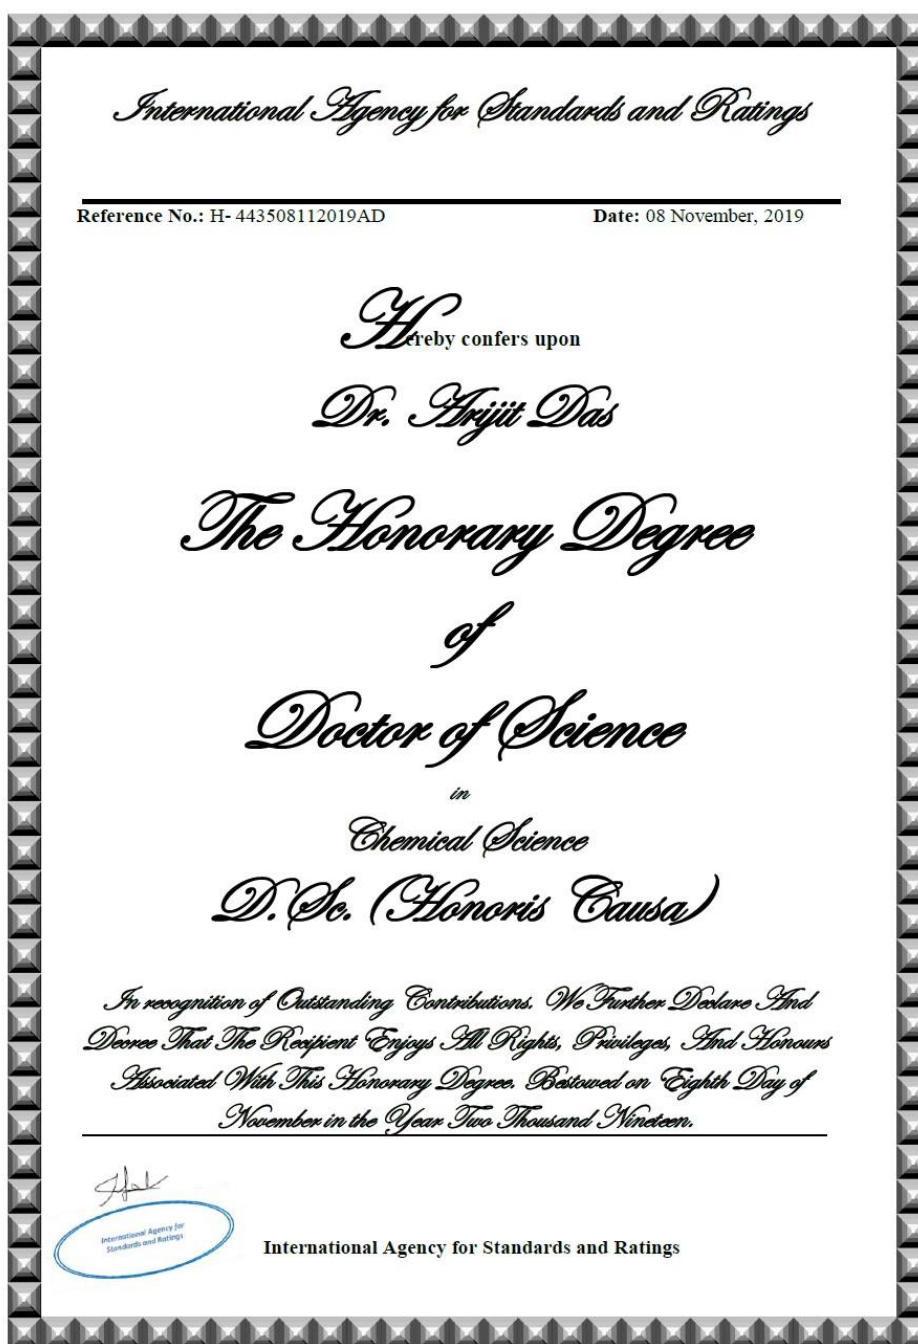 International Agency for Standards and Ratings
Reference No.: H- 443508112019AD Date: 08 November, 2019
Hereby confers upon
Dr. Arijit Das
The Honorary Degree
of
Doctor of Science
in
Chemical Science
D.Sc. (Honoris Causa)
In recognition of Outstanding Contributions. We Further Declare And
Decree That The Recipient Enjoys All Rights, Privileges, And Honours
Associated With This Honorary Degree. Bestowed on Eighth Day of
November in the Year Two Thousand Nineteen.
International Agency for
Standards and Ratings
International Agency for Standards and Ratings